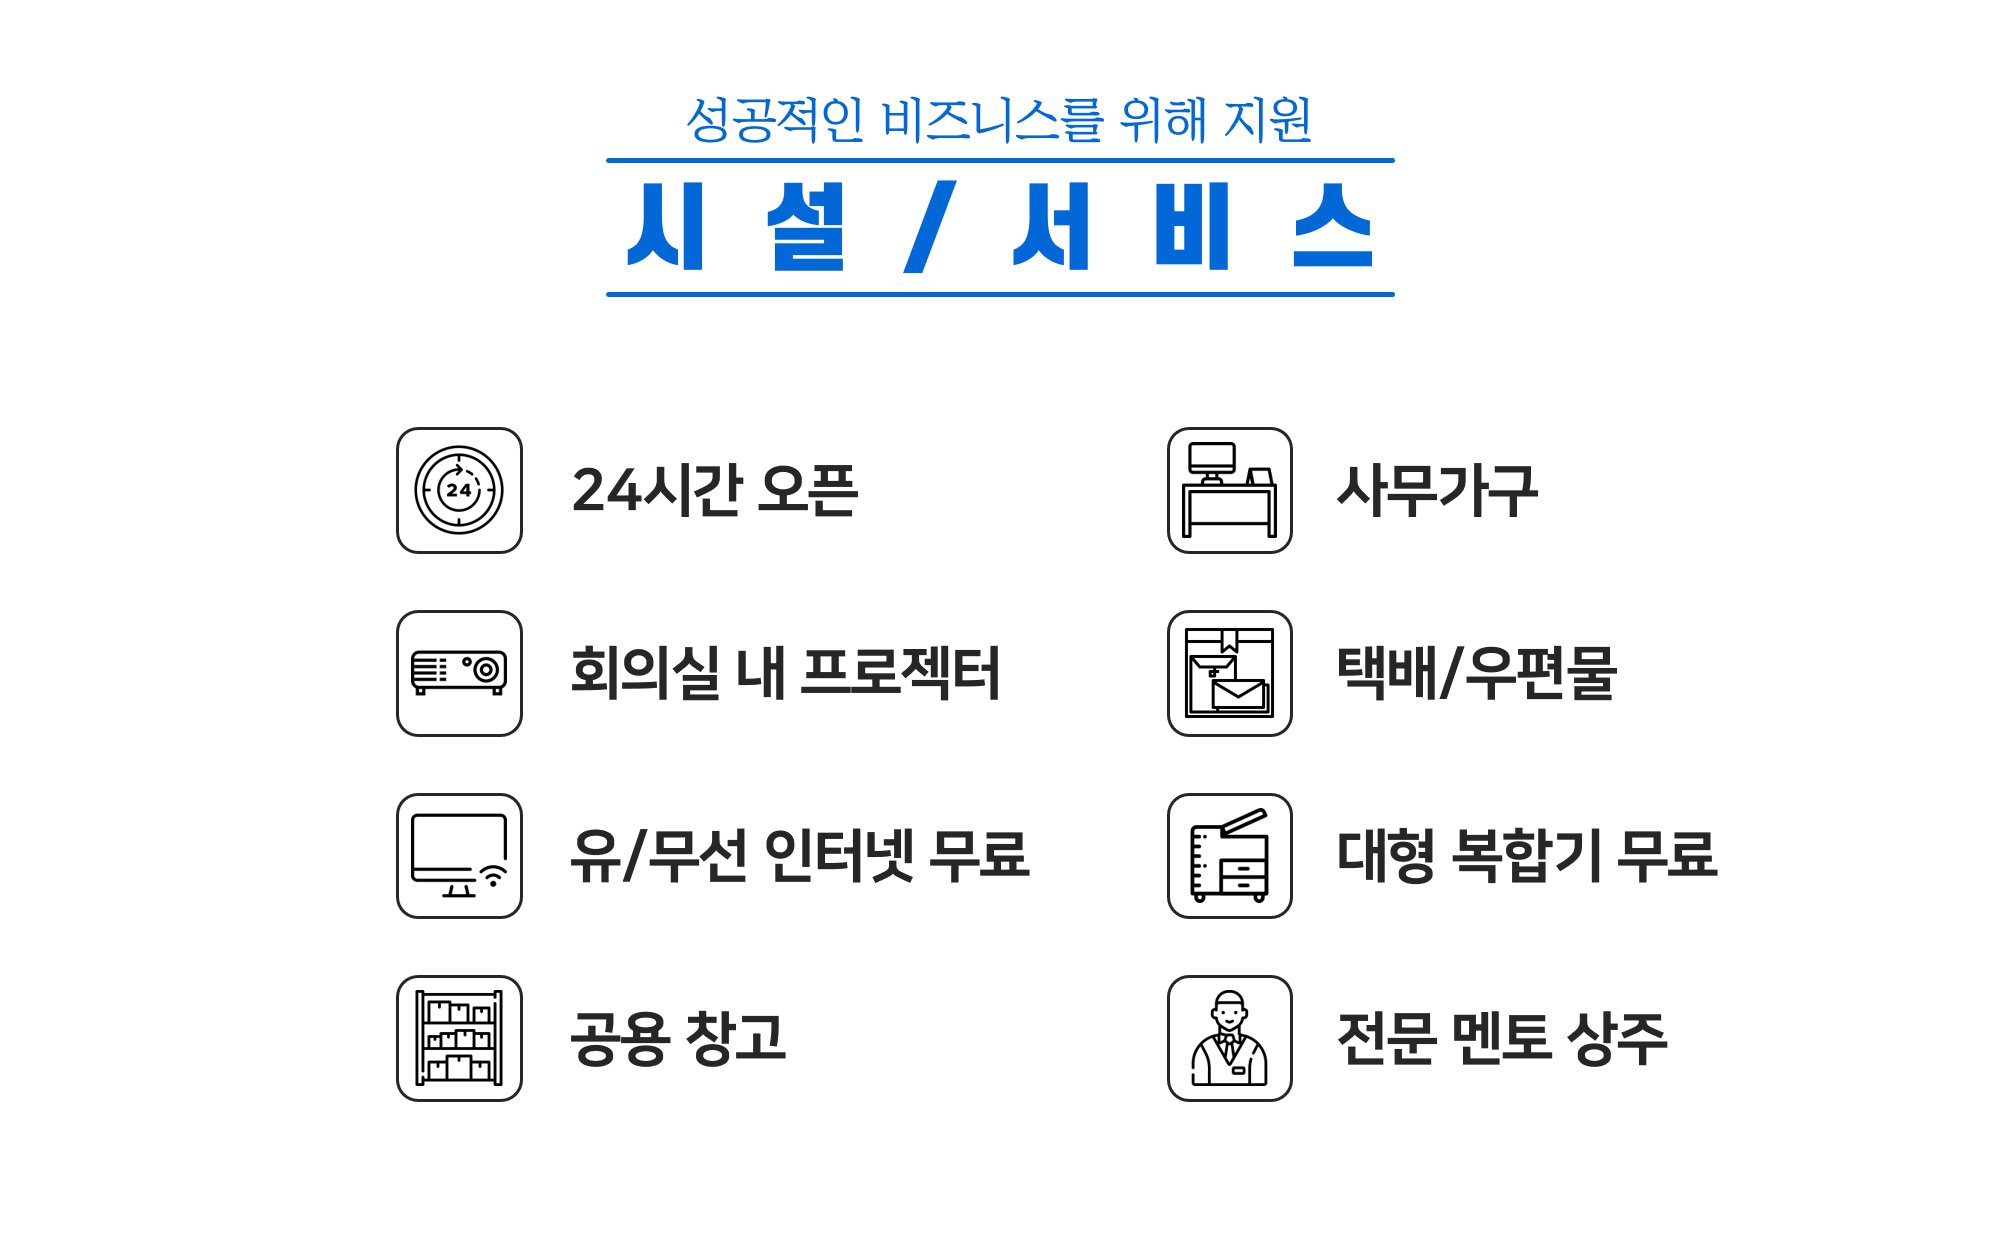 성공적인 비즈니스를 위해 지원
시설/서비스
24
24시간 오픈
사무가구
회의실 내 프로젝터
택배/우편물
유/무선 인터넷 무료
대형 복합기 무료
공용 창고
전문 멘토 상주